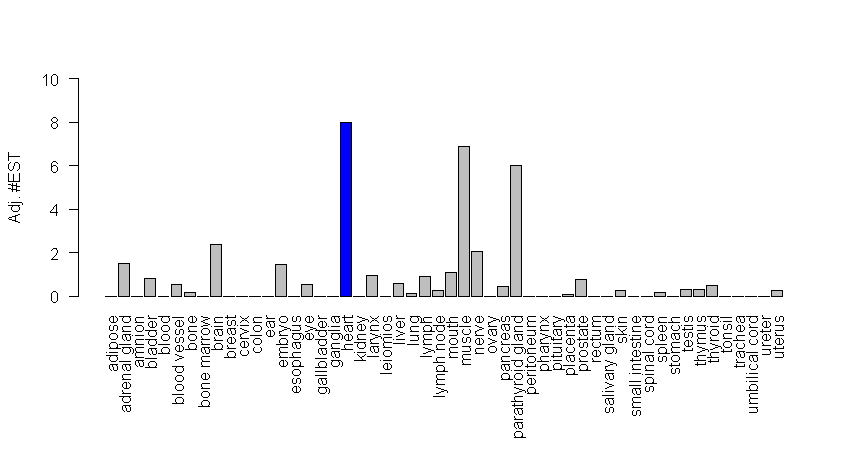 10
8
6
4
2
0
Adj. #EST
adipose
adrenal gland
amnion
bladder
blood
blood vessel
bone
bone marrow
brain
breast
cervix
colon
ear
embryo
esophagus
eye
gallbladder
ganglia
heart
kidney
larynx
leiomios
liver
lung
lymph
lymph node
mouth
muscle
nerve
ovary
pancreas
parathyroid gland
peritoneum
pharynx
pituitary
placenta
prostate
rectum
salivary gland
skin
small intestine
spinal cord
spleen
stomach
testis
thymus
thyroid
tonsil
trachea
umbilical cord
ureter
uterus